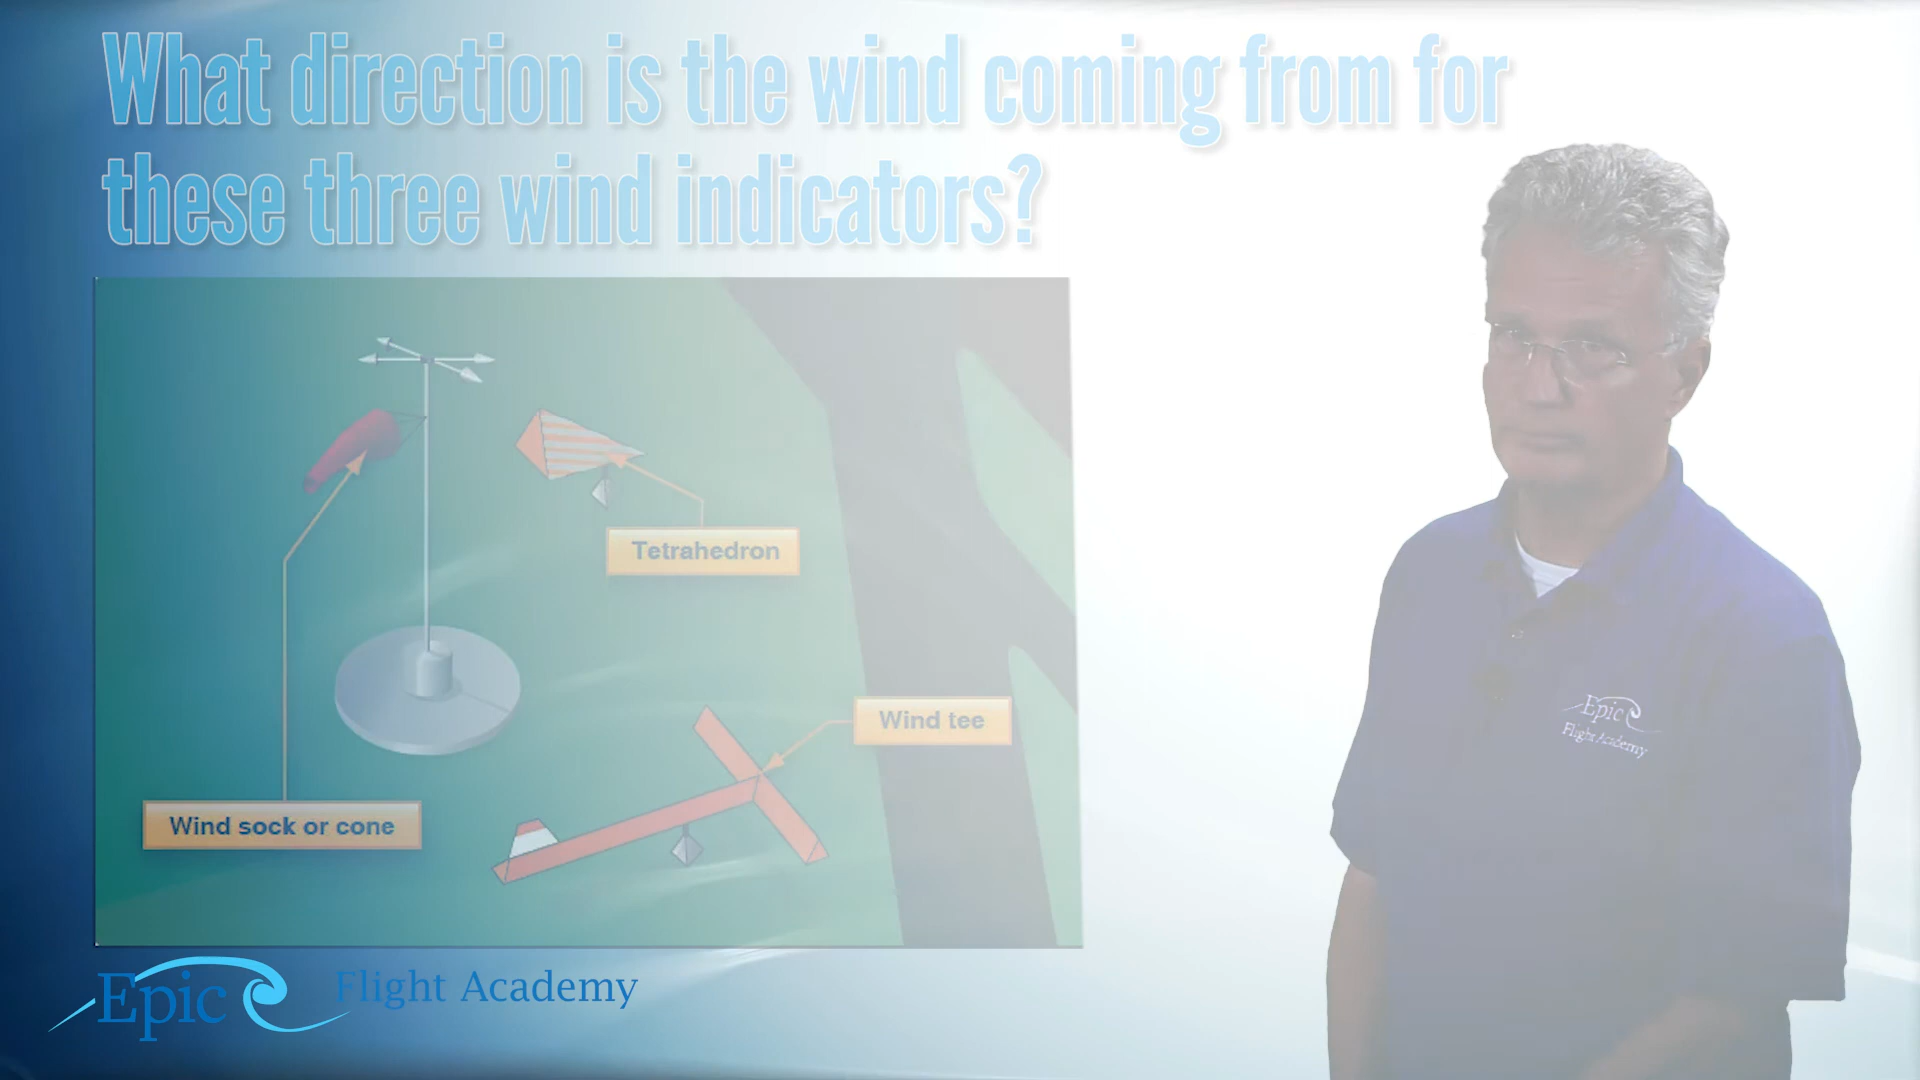 What direction is the wind coming from for
these three wind indicators?
Tetrahedron
Wind tee
Wind sock or cone
Epic Flight Academy
Epic
Flight Academy